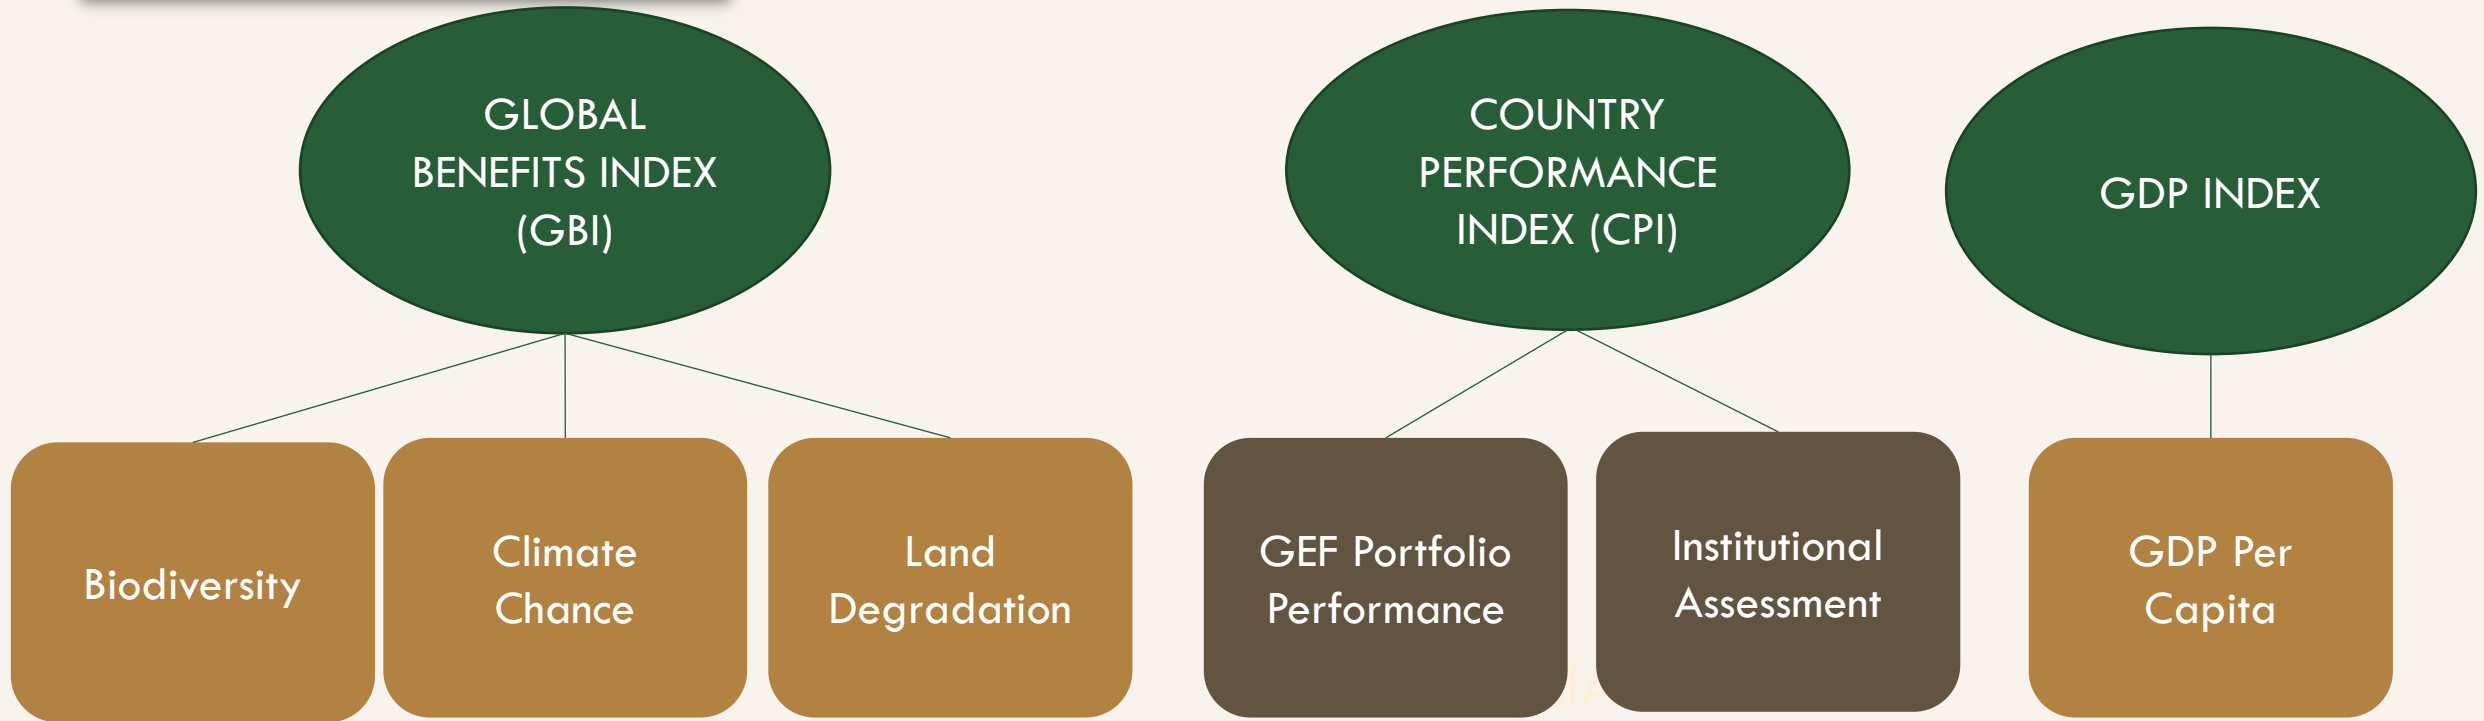 GLOBAL
BENEFITS INDEX
(GBI)
COUNTRY
PERFORMANCE
INDEX (CPI)
GDP INDEX
Biodiversity
Climate
Chance
Land
Degradation
GEF Portfolio
Performance
Institutional
Assessment
GDP Per
Capita